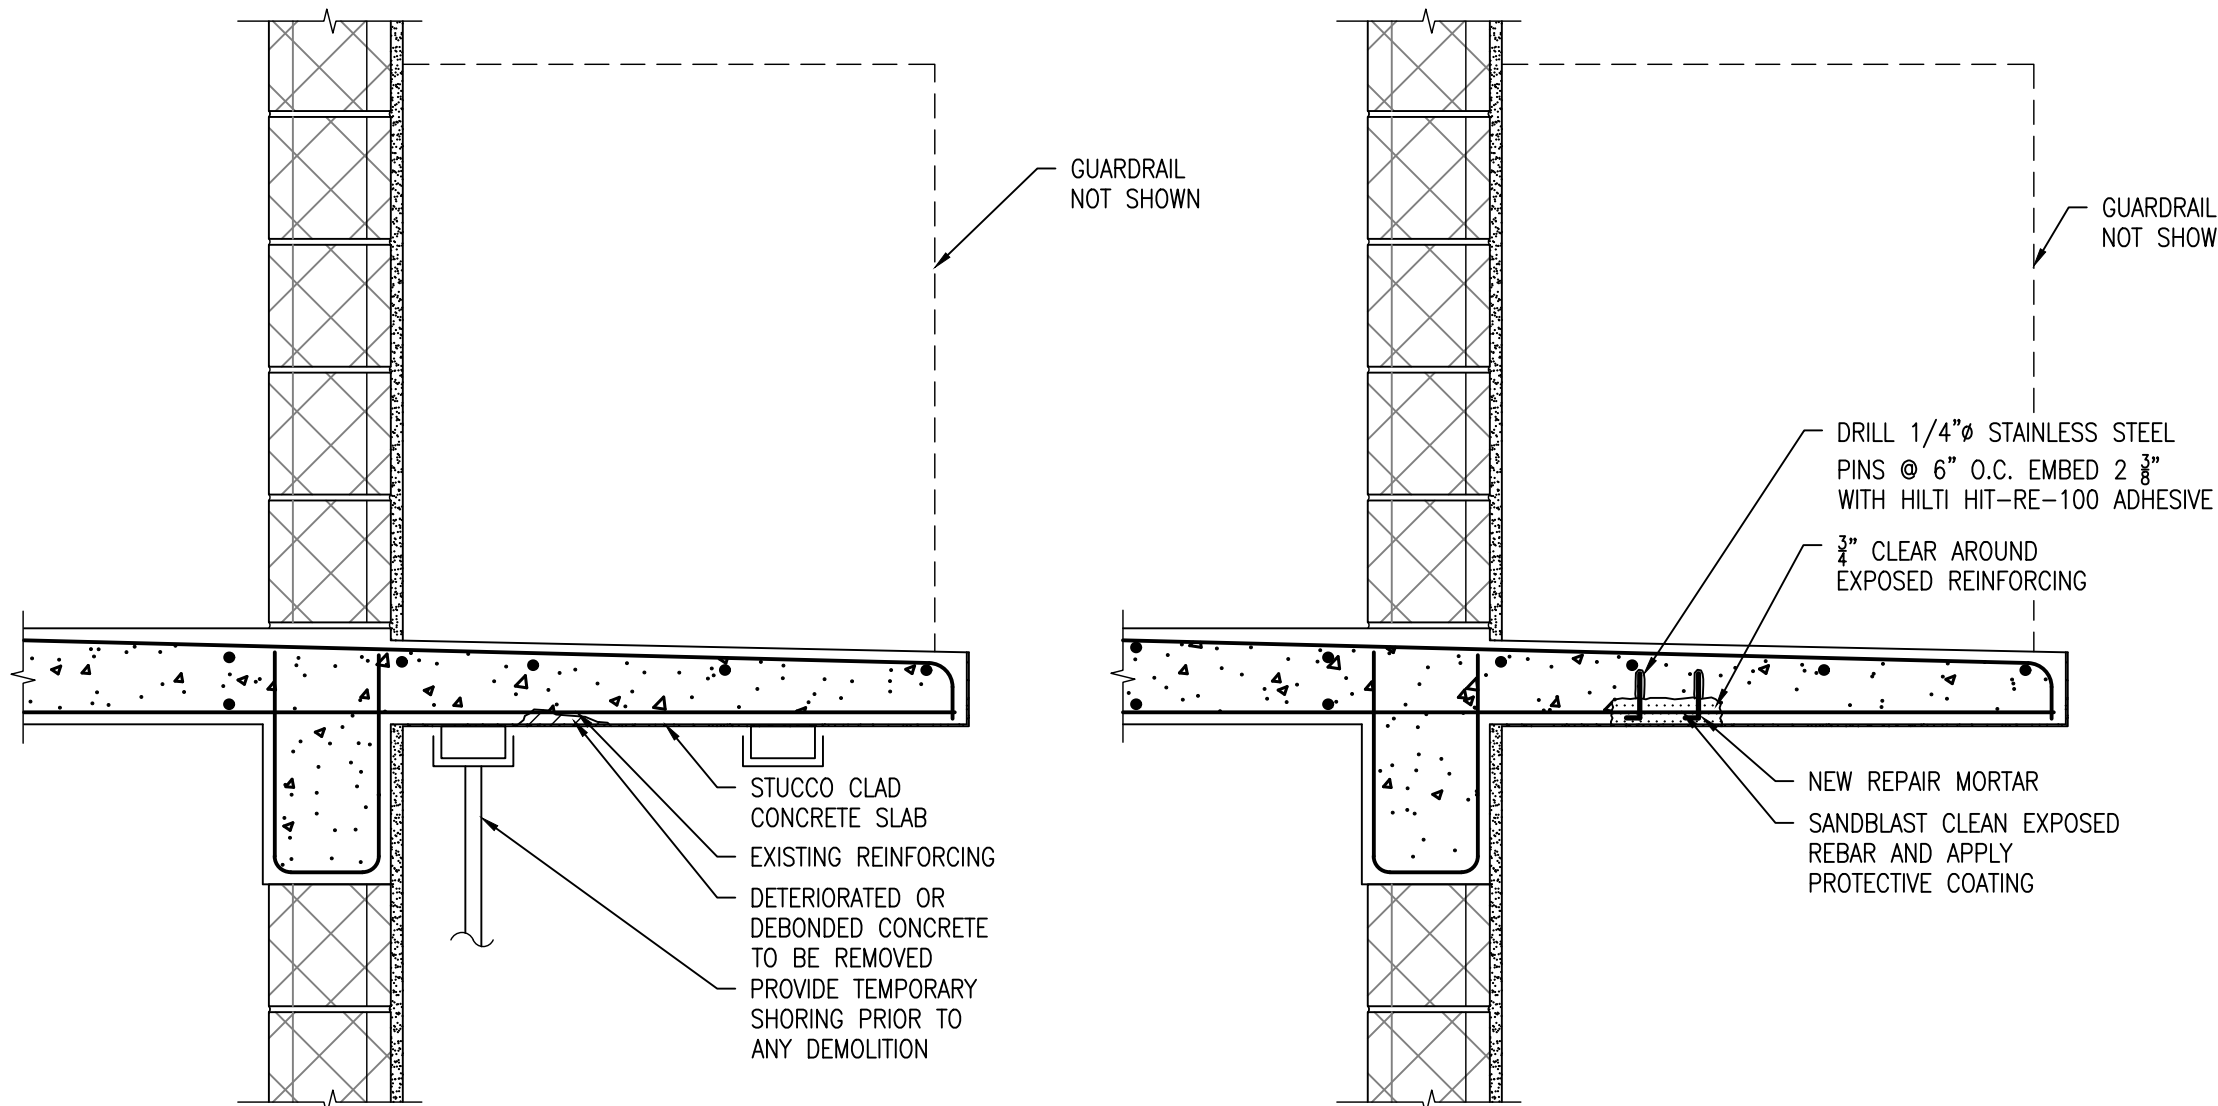 GUARDRAIL
NOT SHOWN
STUCCO CLAD
CONCRETE SLAB
EXISTING REINFORCING
DETERIORATED OR
DEBONDED CONCRETE
TO BE REMOVED
PROVIDE TEMPORARY
SHORING PRIOR TO
ANY DEMOLITION
GUARDRAIL
NOT SHOW
DRILL 1/4"ø STAINLESS STEEL
PINS @ 6" O.C. EMBED 2 3/8"
WITH HILTI HIT-RE-100 ADHESIVE
3/4" CLEAR AROUND
EXPOSED REINFORCING
NEW REPAIR MORTAR
SANDBLAST CLEAN EXPOSED
REBAR AND APPLY
PROTECTIVE COATING